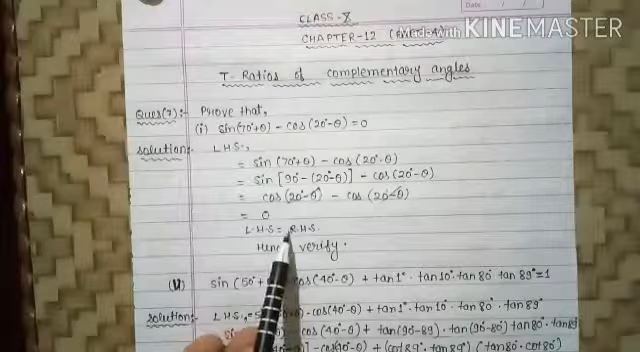 Date / /
CLASS-X
CHAPTER-12 Made with KINEMASTER
T-Ratios of complementary angles
Ques(7):- Prove that,
(i) sin(70°+θ) - cos(20°-θ) = 0
Solution:- L.H.S.,
= sin(70°+θ) - cos(20°-θ)
= sin[90°-(20°-θ)] - cos(20°-θ)
= cos(20°-θ) - cos(20°-θ)
= 0
L.H.S = R.H.S.
verify.
(ii) sin(50°+ cos(40°-θ) + tan1°. tan10°. tan80° tan89° = 1
Solution:- L.H.S., = - cos(40°-θ) + tan1°. tan10°. tan80°. tan89°
- cos(40°-θ) + tan(90-89). tan(90-80) tan80°. tan89
- cos(40°-θ) + (cot89°. tan89°) (tan80°. cot80°